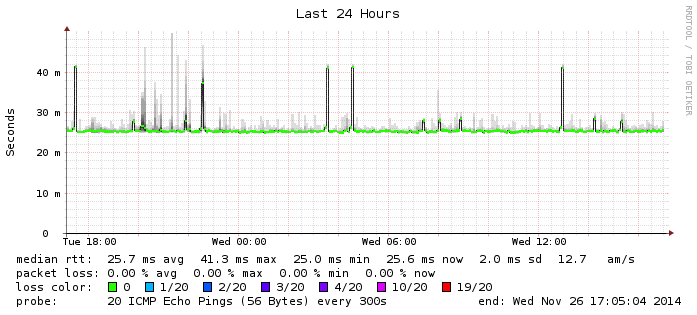 Last 24 Hours
RRDTOOL / TOBI OETIKER
Seconds
40 m
30 m
20 m
10 m
0
Tue 18:00 Wed 00:00 Wed 06:00 Wed 12:00
median rtt: 25.7 ms avg 41.3 ms max 25.0 ms min 25.6 ms now 2.0 ms sd 12.7 am/s
packet loss: 0.00 % avg 0.00 % max 0.00 % min 0.00 % now
loss color: 0 1/20 2/20 3/20 4/20 10/20 19/20
probe: 20 ICMP Echo Pings (56 Bytes) every 300s end: Wed Nov 26 17:05:04 2014